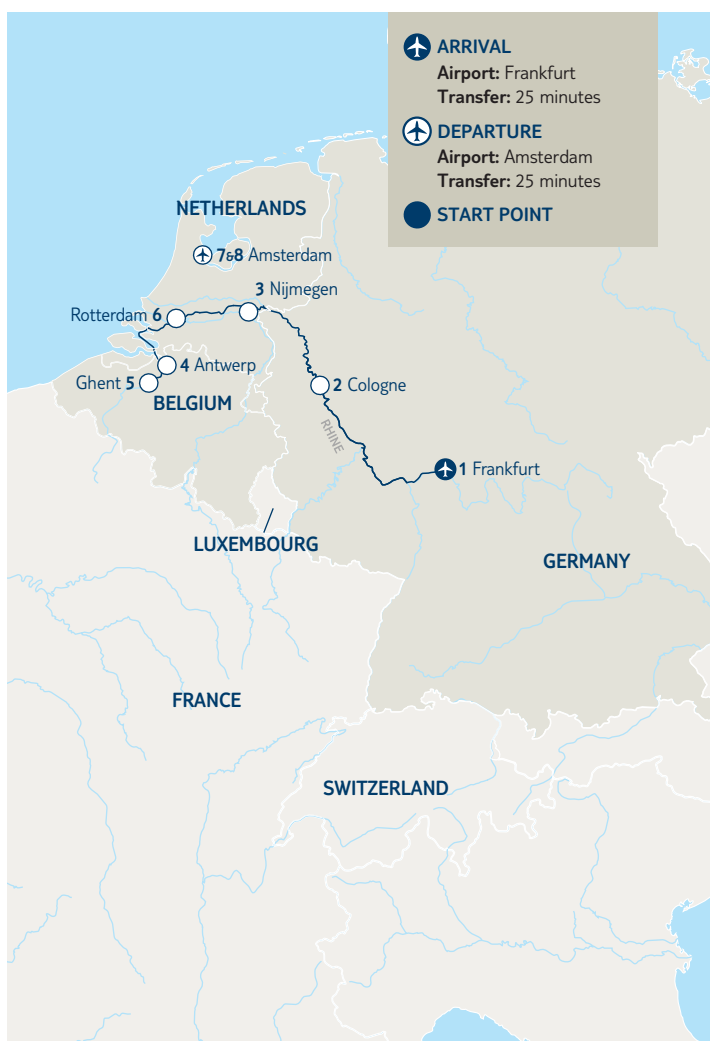 ARRIVAL
Airport: Frankfurt
Transfer: 25 minutes
DEPARTURE
Airport: Amsterdam
Transfer: 25 minutes
START POINT
NETHERLANDS
7&8 Amsterdam
3 Nijmegen
Rotterdam 6
4 Antwerp
Ghent 5
2 Cologne
BELGIUM
RHINE
1 Frankfurt
LUXEMBOURG
GERMANY
FRANCE
SWITZERLAND